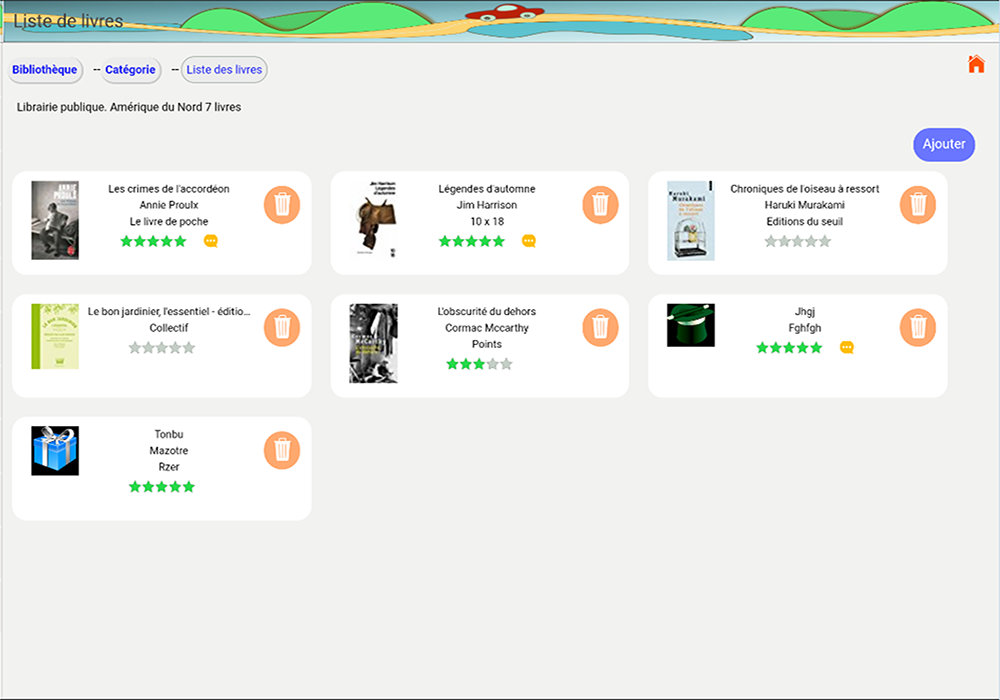 Liste de livres
Bibliothèque -- Catégorie -- Liste des livres
Librairie publique. Amérique du Nord 7 livres
Ajouter
ANNIE
PROULX
Les crimes de l'accordéon
Annie Proulx
Le livre de poche
Jim Harrison
Légendes
d'automne
Légendes d'automne
Jim Harrison
10 x 18
Haruki
Murakami
Chroniques de l'oiseau à ressort
Haruki Murakami
Editions du seuil
Le bon jardinier, l'essentiel - éditio...
Collectif
Cormac
McCarthy
L'obscurité du dehors
Cormac Mccarthy
Points
Jhgj
Fghfgh
Tonbu
Mazotre
Rzer